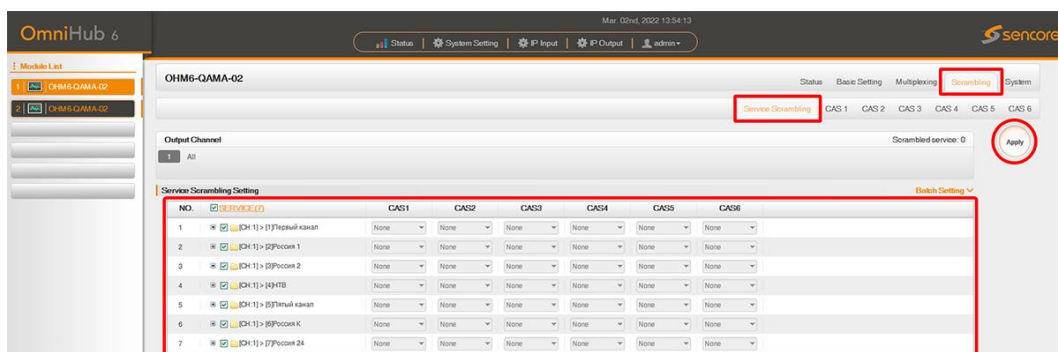 Mar. 02nd, 2022 13:54:13
OmniHub 6
Status | System Setting | IP Input | IP Output | admin
sencore
Module List
1 OHM6-QAMA-02
2 OHM6-QAMA-02
OHM6-QAMA-02
Status Basic Setting Multiplexing Scrambling System
Service Scrambling CAS 1 CAS 2 CAS 3 CAS 4 CAS 5 CAS 6
Output Channel Scrambled service: 0
Apply
1 All
Service Scrambling Setting Batch Setting
NO. SERVICE(7) CAS1 CAS2 CAS3 CAS4 CAS5 CAS6
1 [CH:1] > [1]Первый канал None None None None None None
2 [CH:1] > [2]Россия 1 None None None None None None
3 [CH:1] > [3]Россия 2 None None None None None None
4 [CH:1] > [4]НТВ None None None None None None
5 [CH:1] > [5]Пятый канал None None None None None None
6 [CH:1] > [6]Россия К None None None None None None
7 [CH:1] > [7]Россия 24 None None None None None None